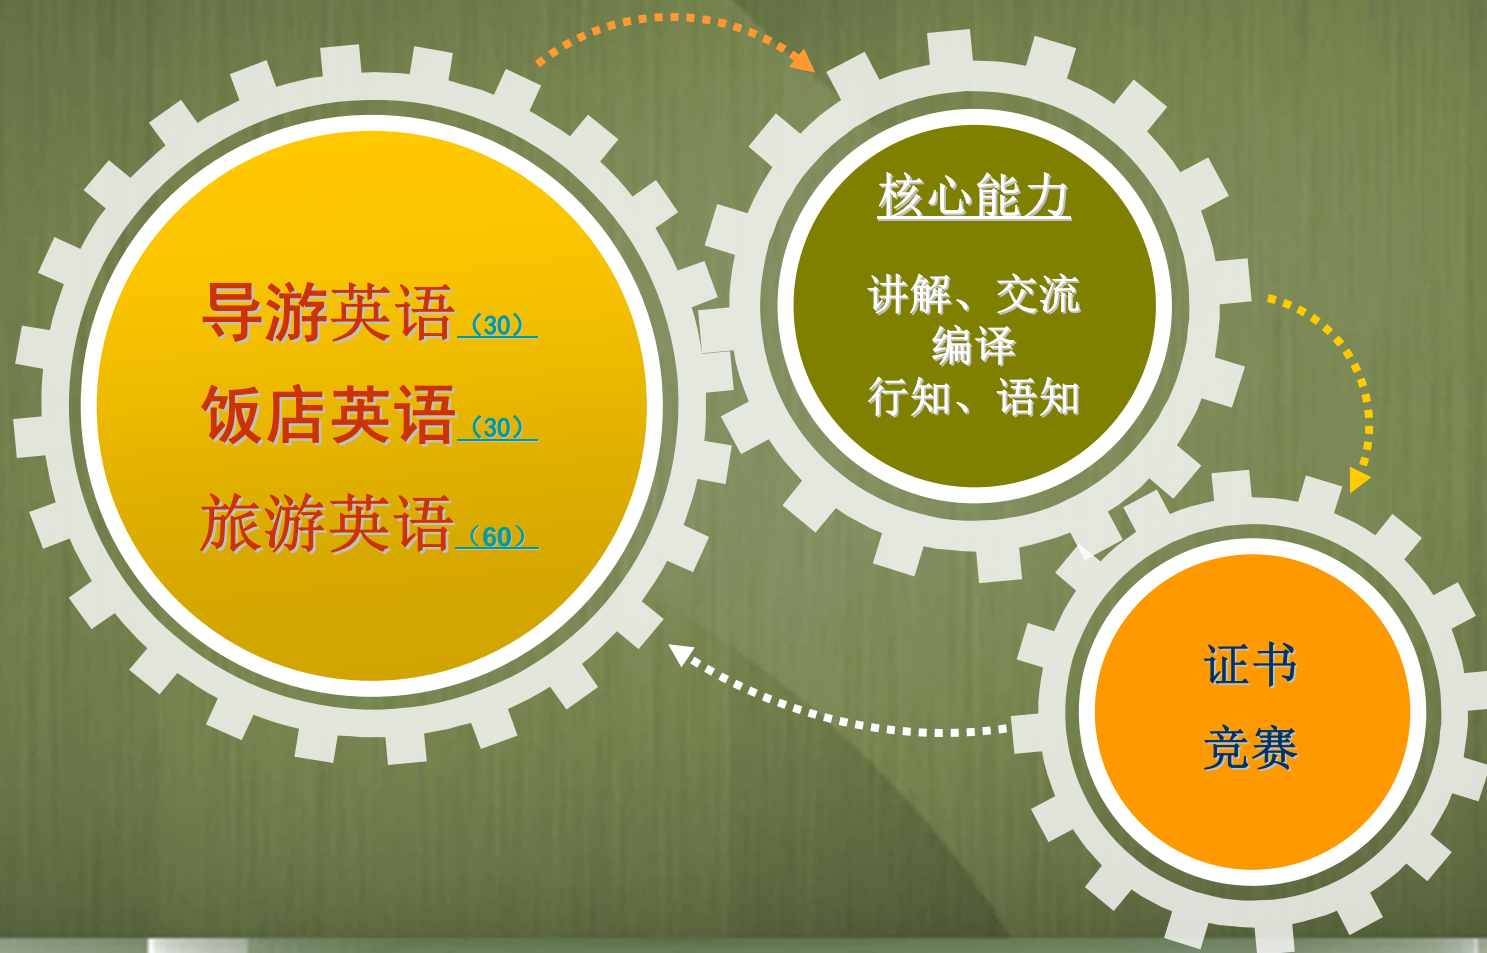 导游英语（30）
饭店英语（30）
旅游英语（60）
核心能力
讲解、交流
编译
行知、语知
证书
竞赛